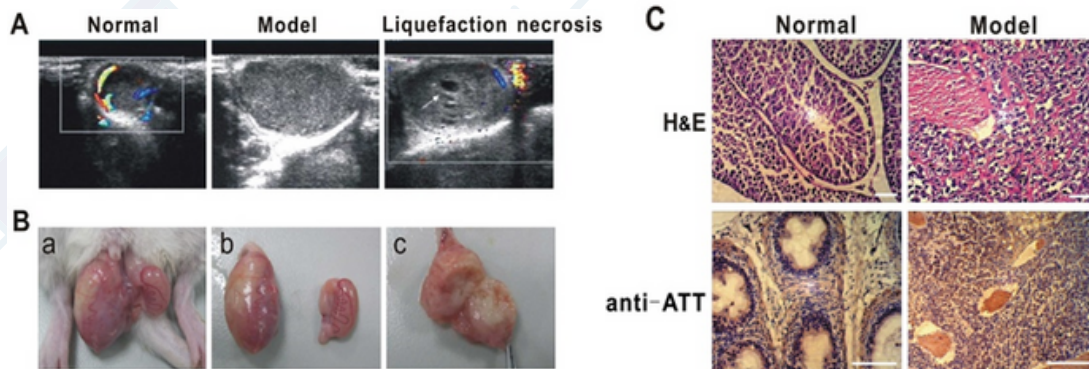 A
Normal
Model
Liquefaction necrosis
B
a
b
c
C
Normal
Model
H&E
anti-ATT